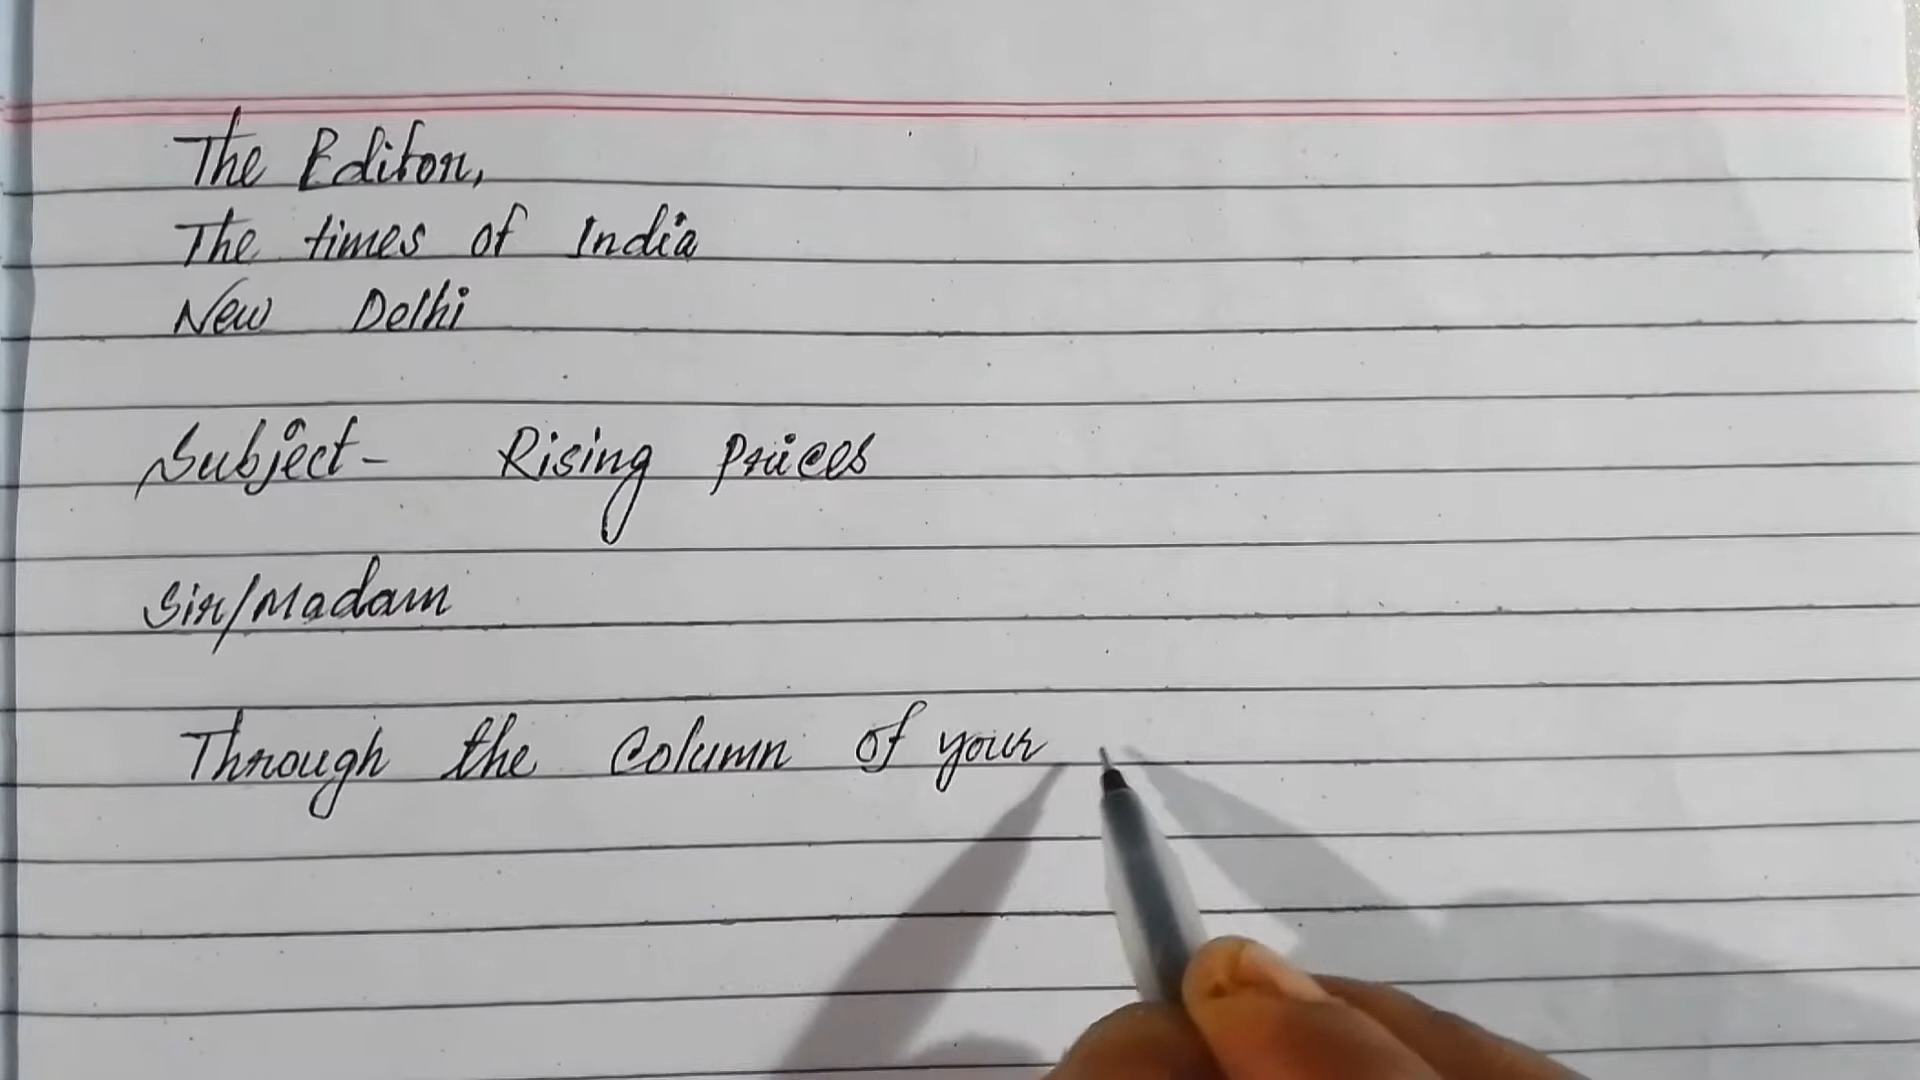 The Editor,
The times of India
New Delhi
Subject- Rising Prices
Sir/Madam
Through the Column of your